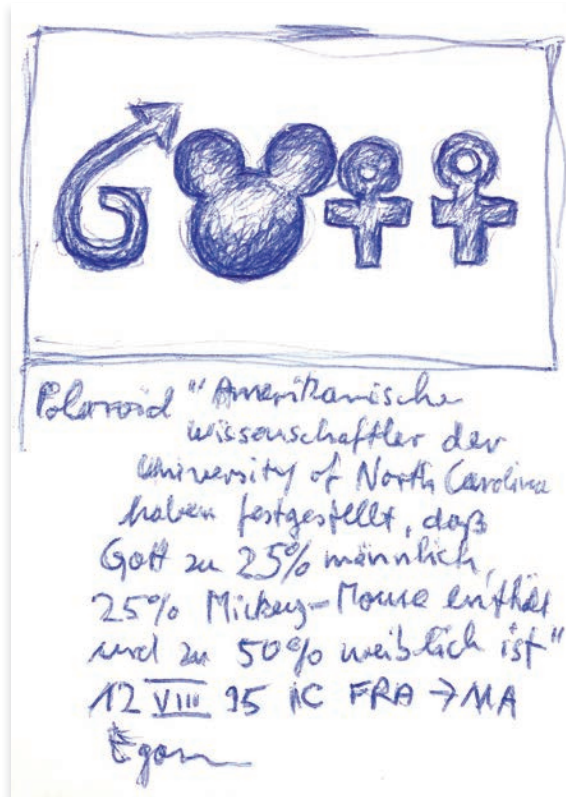 GOTT
Polaroid "Amerikanische
Wissenschaftler der
University of North Carolina
haben festgestellt, daß
Gott zu 25% männlich,
25% Mickey-Mouse enthält
und zu 50% weiblich ist"
12 VIII 95 iC FRA → MA
Egon